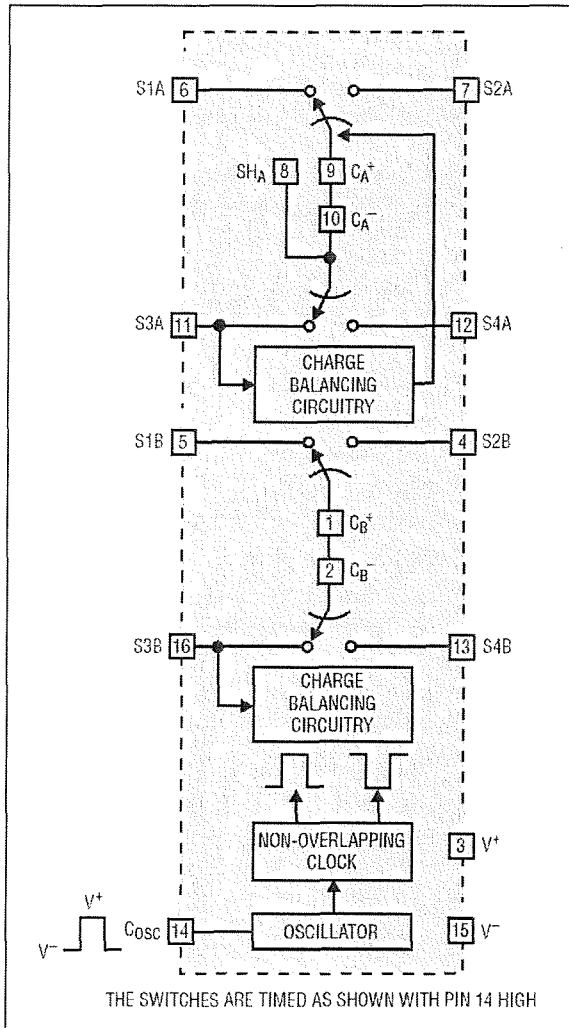 S1A 6 7 S2A
SHA 8 9 CA+
10 CA−
S3A 11 12 S4A
CHARGE
BALANCING
CIRCUITRY
S1B 5 4 S2B
1 CB+
2 CB−
S3B 16 13 S4B
CHARGE
BALANCING
CIRCUITRY
NON-OVERLAPPING
CLOCK
3 V+
V+
V−
COSC 14 OSCILLATOR 15 V−
THE SWITCHES ARE TIMED AS SHOWN WITH PIN 14 HIGH